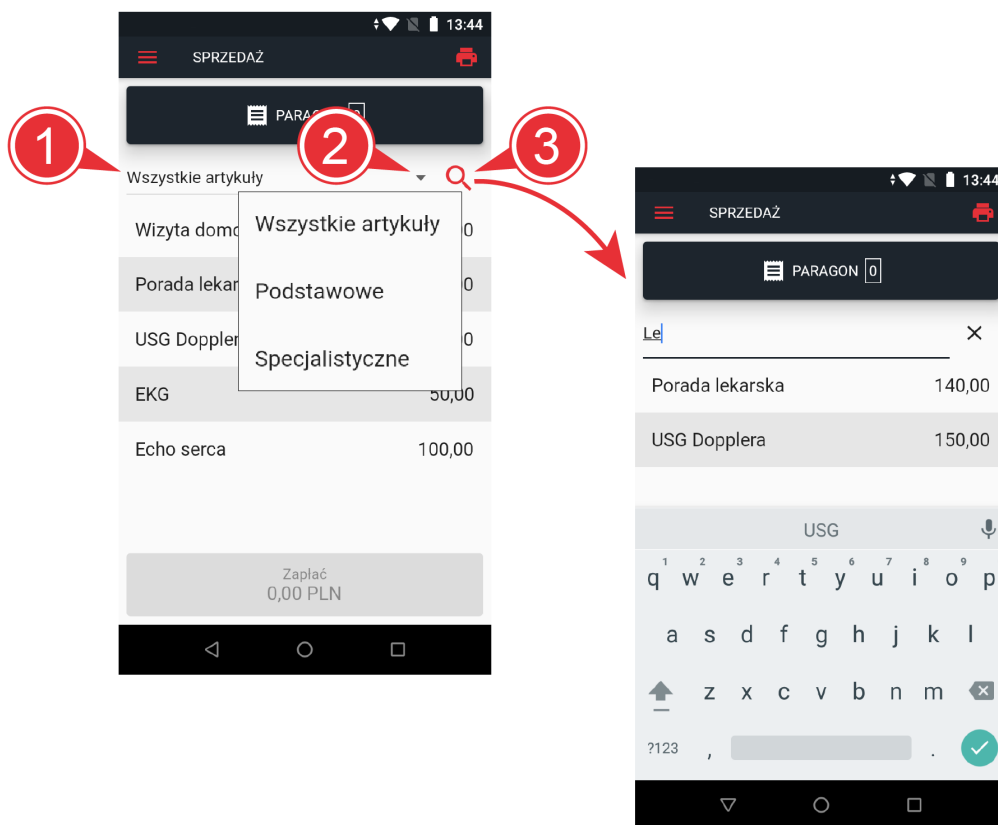 13:44
SPRZEDAŻ
PARA
1
2
3
Wszystkie artykuły
Wszystkie artykuły
Podstawowe
Specjalistyczne
Wizyta domo 0
Porada lekar 0
USG Doppler 0
EKG 50,00
Echo serca 100,00
Zapłać
0,00 PLN
13:44
SPRZEDAŻ
PARAGON 0
Le
Porada lekarska 140,00
USG Dopplera 150,00
USG
1 2 3 4 5 6 7 8 9
q w e r t y u i o p
a s d f g h j k l
z x c v b n m
?123 , .